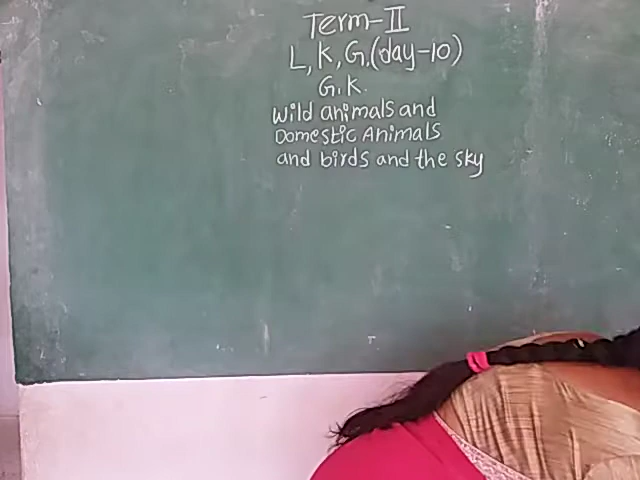 Term-II
L,K,G,(day-10)
G.K.
Wild animals and
Domestic Animals
and birds and the sky